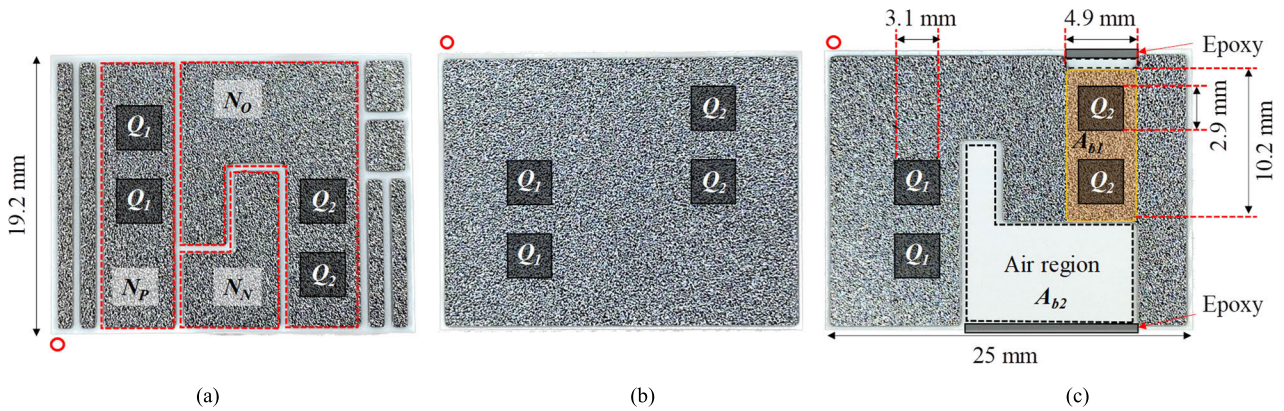 19.2 mm
Q1
Q1
NO
NP
NN
Q2
Q2
(a)
Q1
Q1
Q2
Q2
(b)
3.1 mm
4.9 mm
Epoxy
Q2
Ab1
Q2
2.9 mm
10.2 mm
Q1
Q1
Air region
Ab2
Epoxy
25 mm
(c)